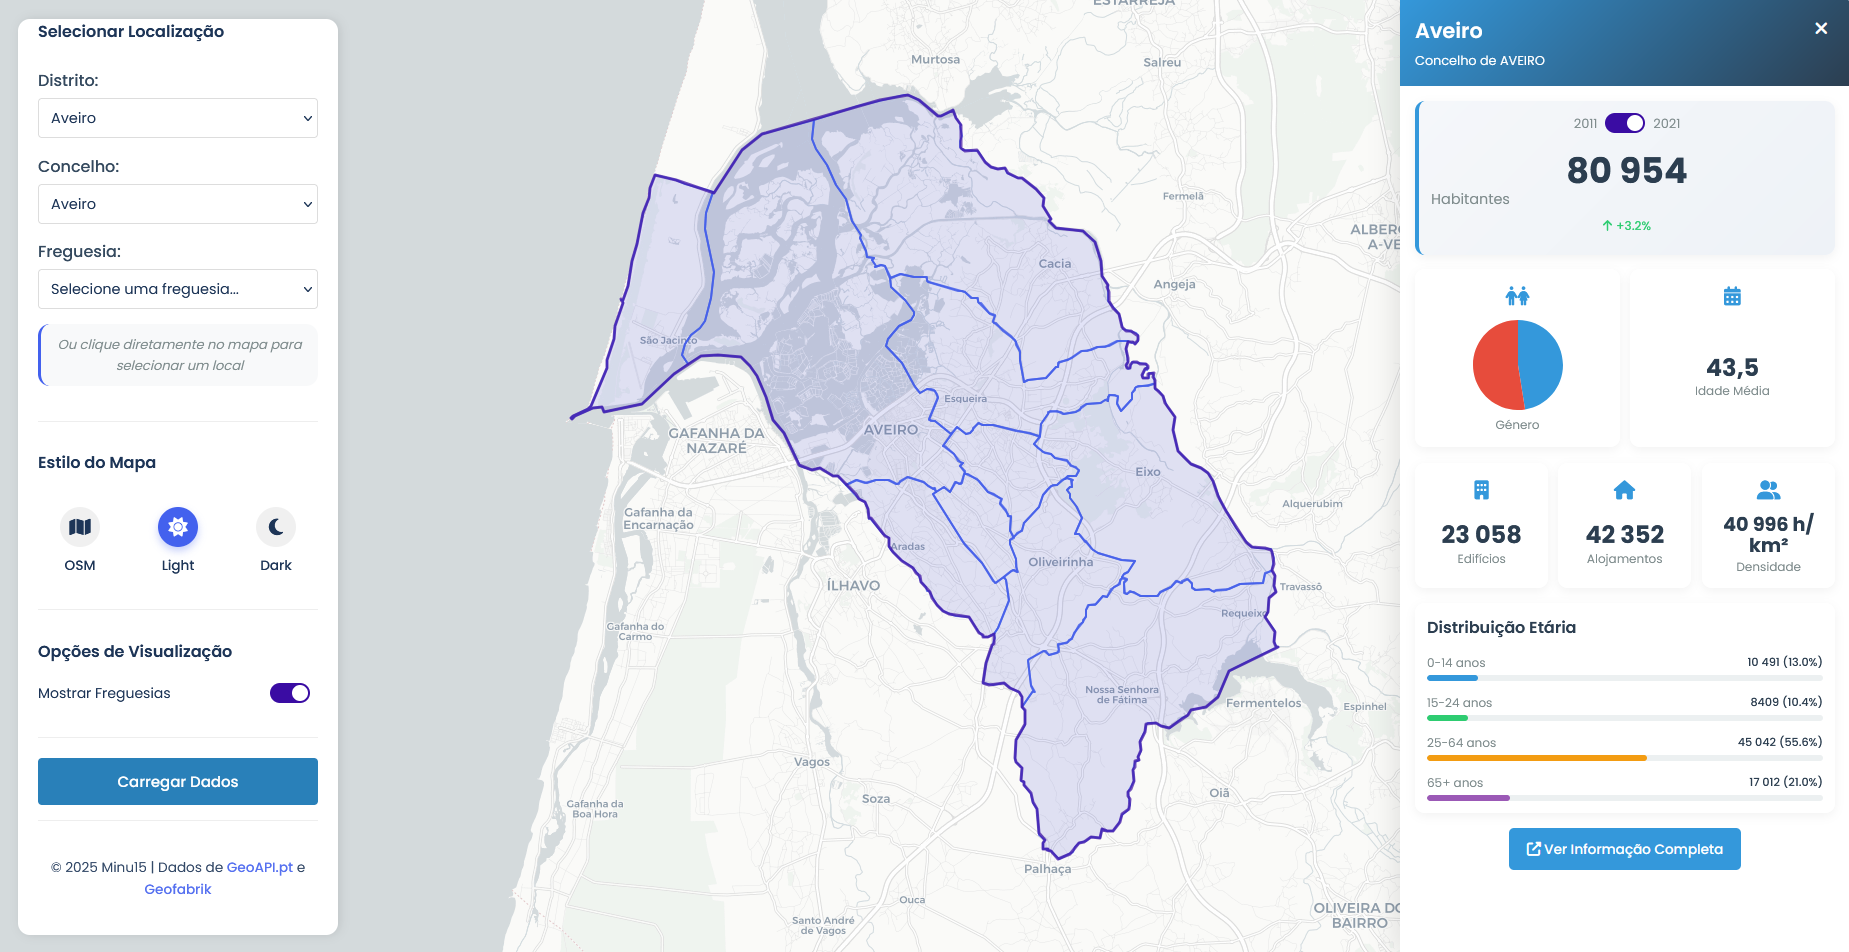 Selecionar Localização
Distrito:
Aveiro
Concelho:
Aveiro
Freguesia:
Selecione uma freguesia...
Ou clique diretamente no mapa para
selecionar um local
Estilo do Mapa
OSM
Light
Dark
Opções de Visualização
Mostrar Freguesias
Carregar Dados
© 2025 Minu15 | Dados de GeoAPI.pt e
Geofabrik
ESTARREJA
Murtosa
Salreu
Fermelã
ALBER
A-VE
Cacia
Angeja
São Jacinto
Esgueira
AVEIRO
GAFANHA DA
NAZARÉ
Eixo
Alquerubim
Gafanha da
Encarnação
Aradas
Oliveirinha
ÍLHAVO
Travassô
Requeixo
Gafanha do
Carmo
Nossa Senhora
de Fátima
Fermentelos
Espinhel
Vagos
Soza
Oiã
Gafanha da
Boa Hora
Palhaça
Ouca
Santo André
de Vagos
OLIVEIRA DO
BAIRRO
Aveiro
Concelho de AVEIRO
2011
2021
80 954
Habitantes
+3.2%
Género
43,5
Idade Média
23 058
Edifícios
42 352
Alojamentos
40 996 h/
km²
Densidade
Distribuição Etária
0-14 anos
10 491 (13.0%)
15-24 anos
8409 (10.4%)
25-64 anos
45 042 (55.6%)
65+ anos
17 012 (21.0%)
Ver Informação Completa